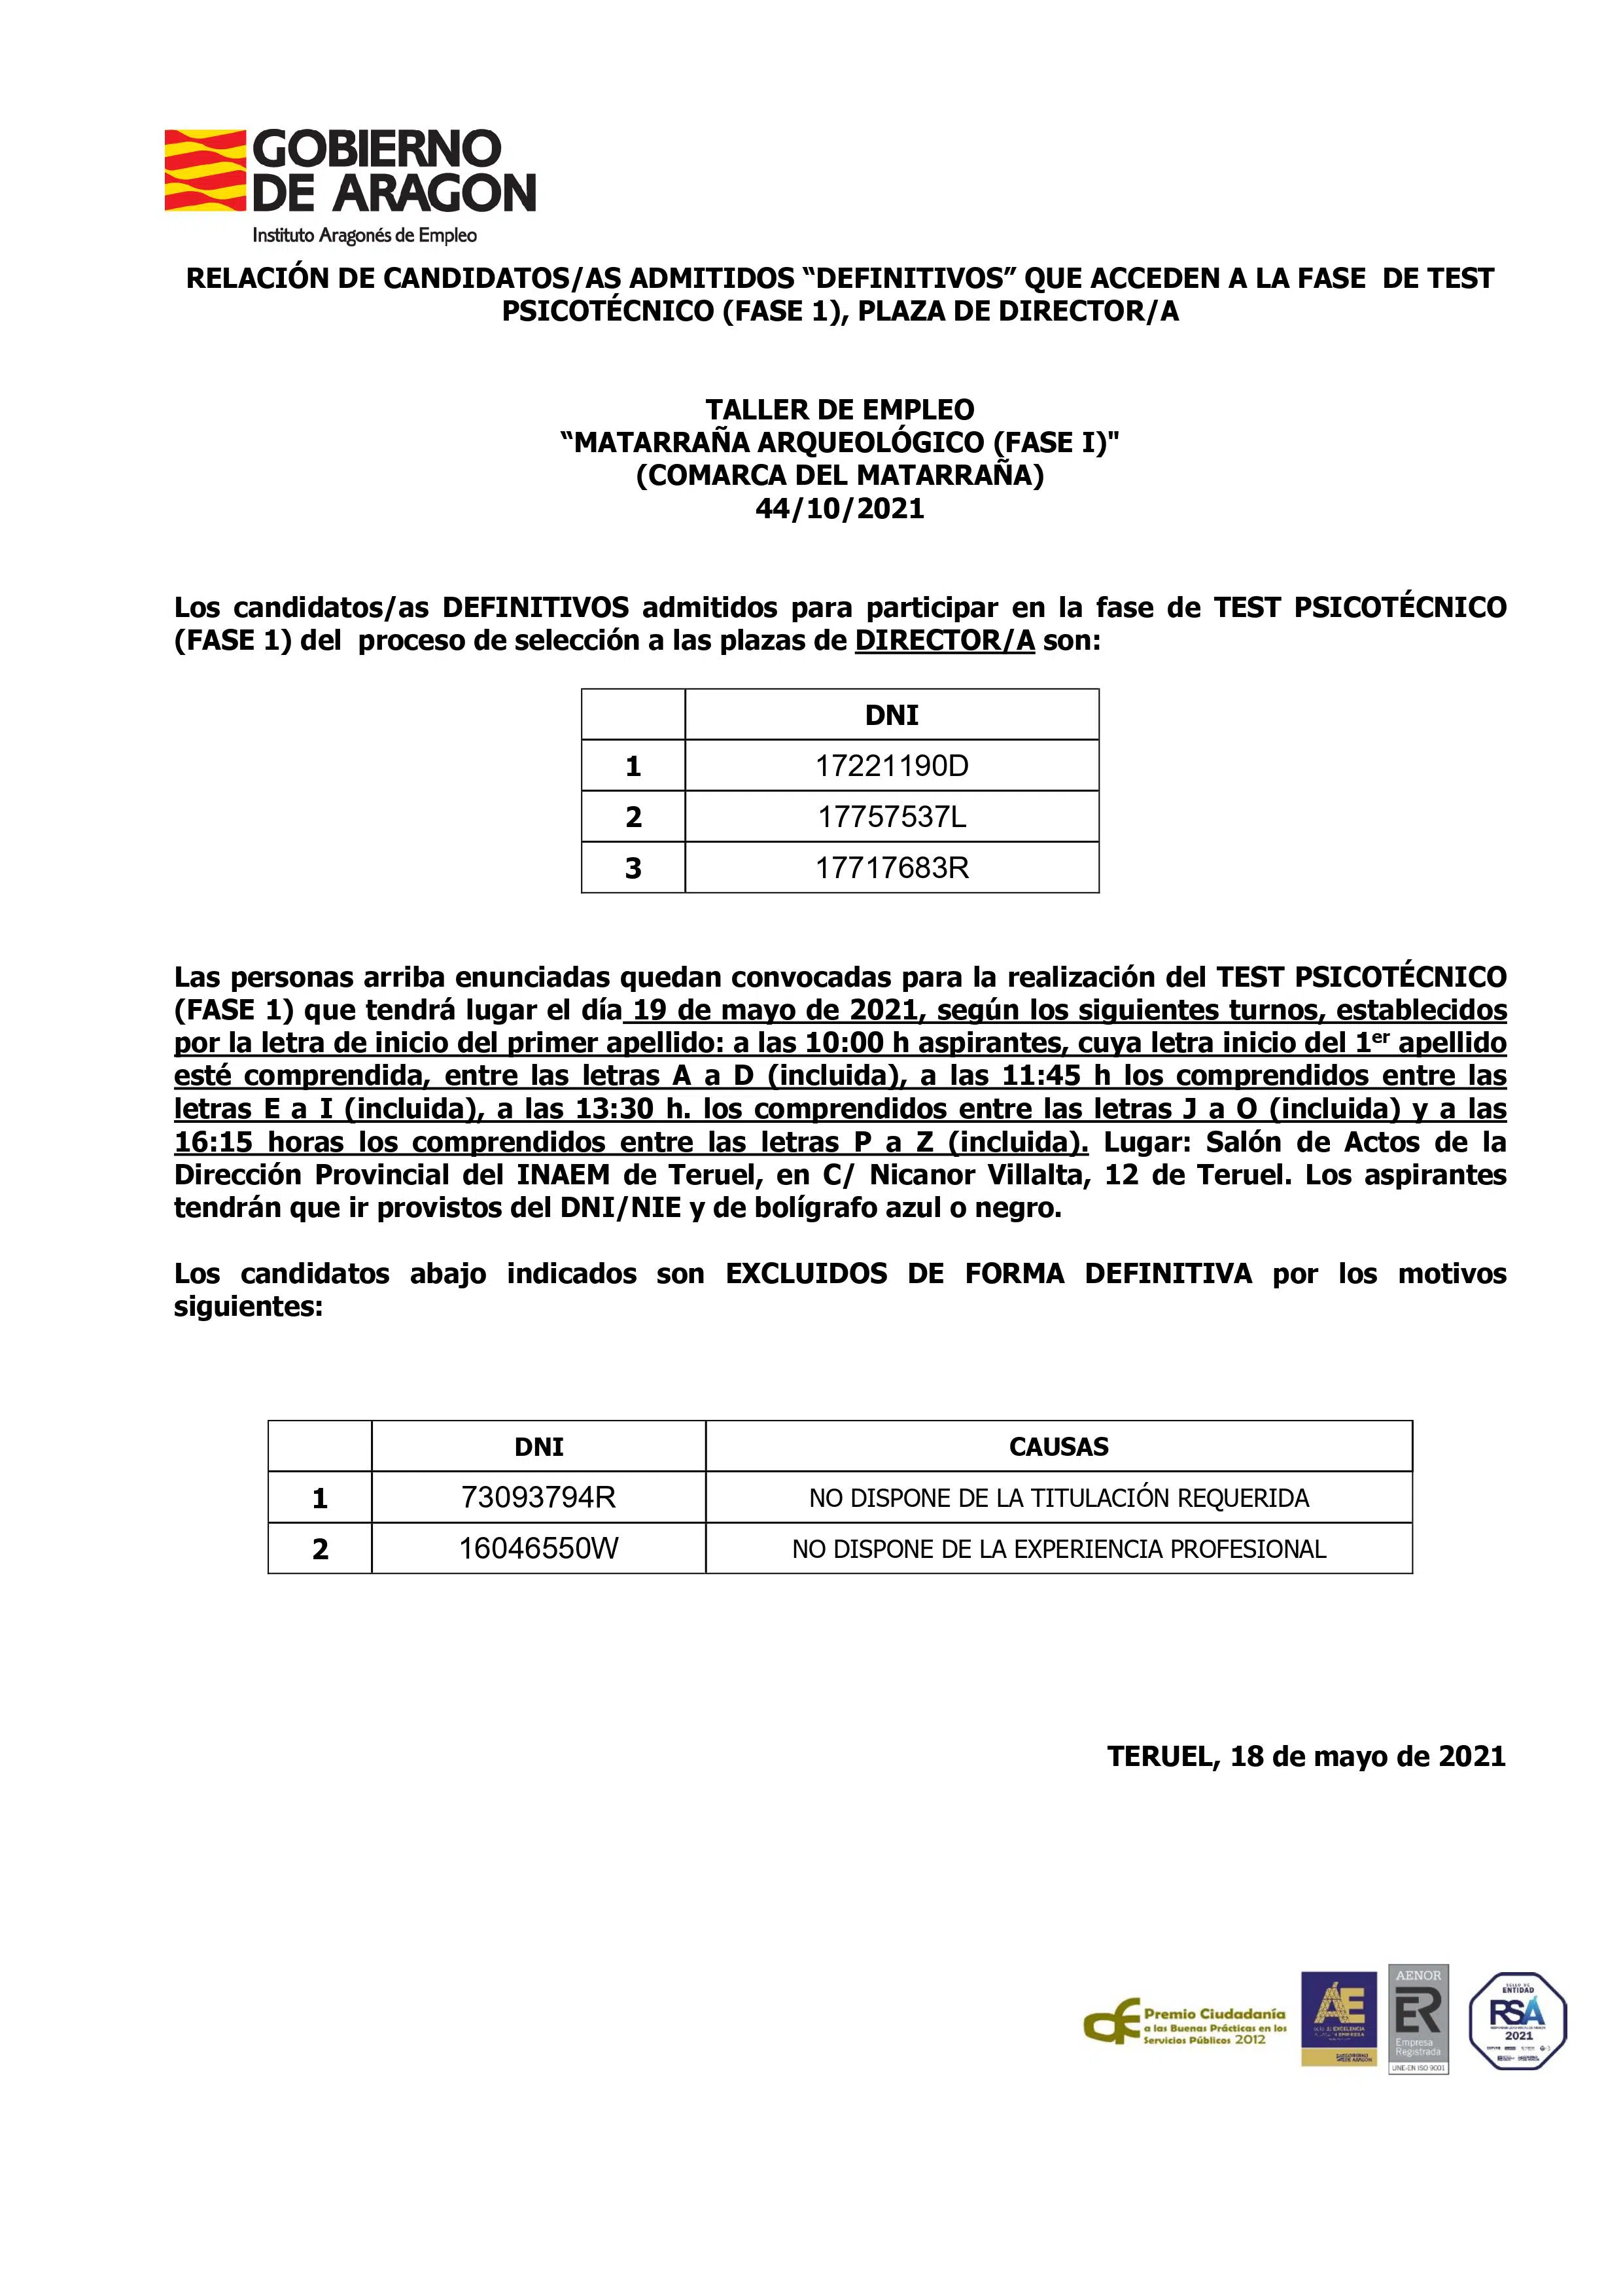 GOBIERNO
DE ARAGON
Instituto Aragonés de Empleo
RELACIÓN DE CANDIDATOS/AS ADMITIDOS “DEFINITIVOS” QUE ACCEDEN A LA FASE DE TEST
PSICOTÉCNICO (FASE 1), PLAZA DE DIRECTOR/A
TALLER DE EMPLEO
“MATARRAÑA ARQUEOLÓGICO (FASE I)"
(COMARCA DEL MATARRAÑA)
44/10/2021
Los candidatos/as DEFINITIVOS admitidos para participar en la fase de TEST PSICOTÉCNICO
(FASE 1) del proceso de selección a las plazas de DIRECTOR/A son:
DNI
1 17221190D
2 17757537L
3 17717683R
Las personas arriba enunciadas quedan convocadas para la realización del TEST PSICOTÉCNICO
(FASE 1) que tendrá lugar el día 19 de mayo de 2021, según los siguientes turnos, establecidos
por la letra de inicio del primer apellido: a las 10:00 h aspirantes, cuya letra inicio del 1er apellido
esté comprendida, entre las letras A a D (incluida), a las 11:45 h los comprendidos entre las
letras E a I (incluida), a las 13:30 h. los comprendidos entre las letras J a O (incluida) y a las
16:15 horas los comprendidos entre las letras P a Z (incluida). Lugar: Salón de Actos de la
Dirección Provincial del INAEM de Teruel, en C/ Nicanor Villalta, 12 de Teruel. Los aspirantes
tendrán que ir provistos del DNI/NIE y de bolígrafo azul o negro.
Los candidatos abajo indicados son EXCLUIDOS DE FORMA DEFINITIVA por los motivos
siguientes:
DNI CAUSAS
1 73093794R NO DISPONE DE LA TITULACIÓN REQUERIDA
2 16046550W NO DISPONE DE LA EXPERIENCIA PROFESIONAL
TERUEL, 18 de mayo de 2021
Premio Ciudadanía
a las Buenas Prácticas en los
Servicios Públicos 2012
ÁE
AENOR
ER
Empresa
Registrada
UNE-EN ISO 9001
ENTIDAD
RSA
2021